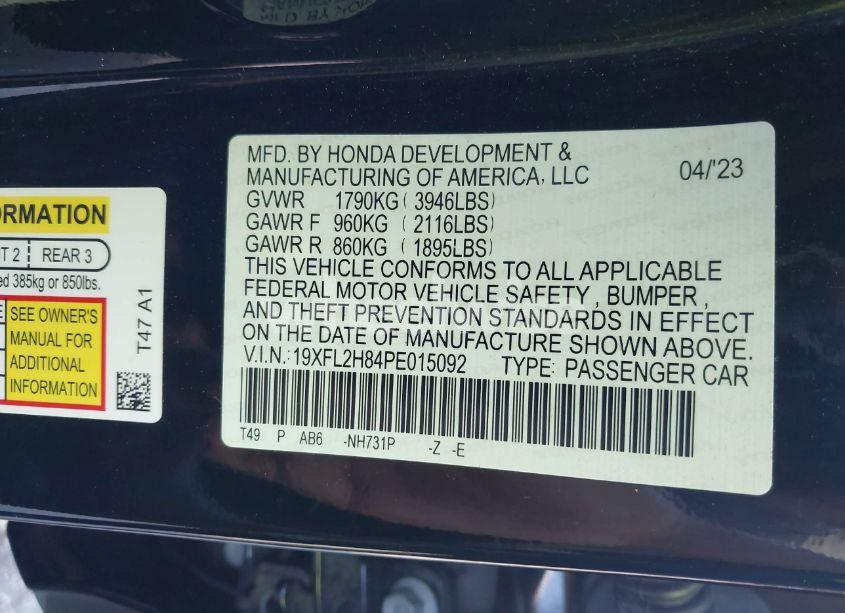 MFD. BY HONDA DEVELOPMENT &
MANUFACTURING OF AMERICA, LLC
04/'23
GVWR 1790KG ( 3946LBS)
GAWR F 960KG ( 2116LBS)
GAWR R 860KG ( 1895LBS)
THIS VEHICLE CONFORMS TO ALL APPLICABLE
FEDERAL MOTOR VEHICLE SAFETY , BUMPER ,
AND THEFT PREVENTION STANDARDS IN EFFECT
ON THE DATE OF MANUFACTURE SHOWN ABOVE.
V.I.N.: 19XFL2H84PE015092 TYPE: PASSENGER CAR
T49 P AB6 -NH731P -Z -E
REAR 3
385kg or 850lbs.
SEE OWNER'S
MANUAL FOR
ADDITIONAL
INFORMATION
T47 A1